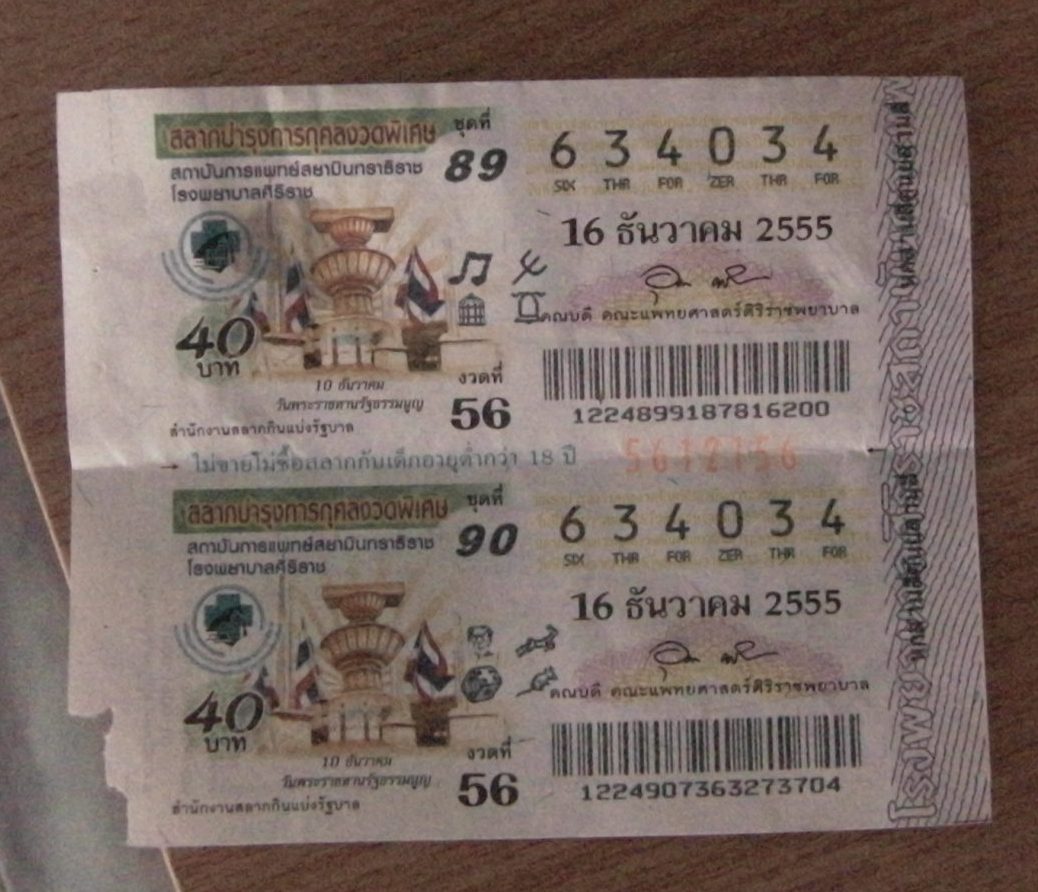 สลากบำรุงการกุศลงวดพิเศษ
ชุดที่
89
สถาบันการแพทย์สยามินทราธิราช
โรงพยาบาลศิริราช
6 3 4 0 3 4
SIX THR FOR ZER THR FOR
16 ธันวาคม 2555
คณบดี คณะแพทยศาสตร์ศิริราชพยาบาล
40
บาท
10 ธันวาคม
วันพระราชทานรัฐธรรมนูญ
งวดที่
56
1224899187816200
สำนักงานสลากกินแบ่งรัฐบาล
ไม่ขายไม่ซื้อสลากกับเด็กอายุต่ำกว่า 18 ปี
5612156
สลากบำรุงการกุศลงวดพิเศษ
ชุดที่
90
สถาบันการแพทย์สยามินทราธิราช
โรงพยาบาลศิริราช
6 3 4 0 3 4
SIX THR FOR ZER THR FOR
16 ธันวาคม 2555
คณบดี คณะแพทยศาสตร์ศิริราชพยาบาล
40
บาท
10 ธันวาคม
วันพระราชทานรัฐธรรมนูญ
งวดที่
56
1224907363273704
สำนักงานสลากกินแบ่งรัฐบาล